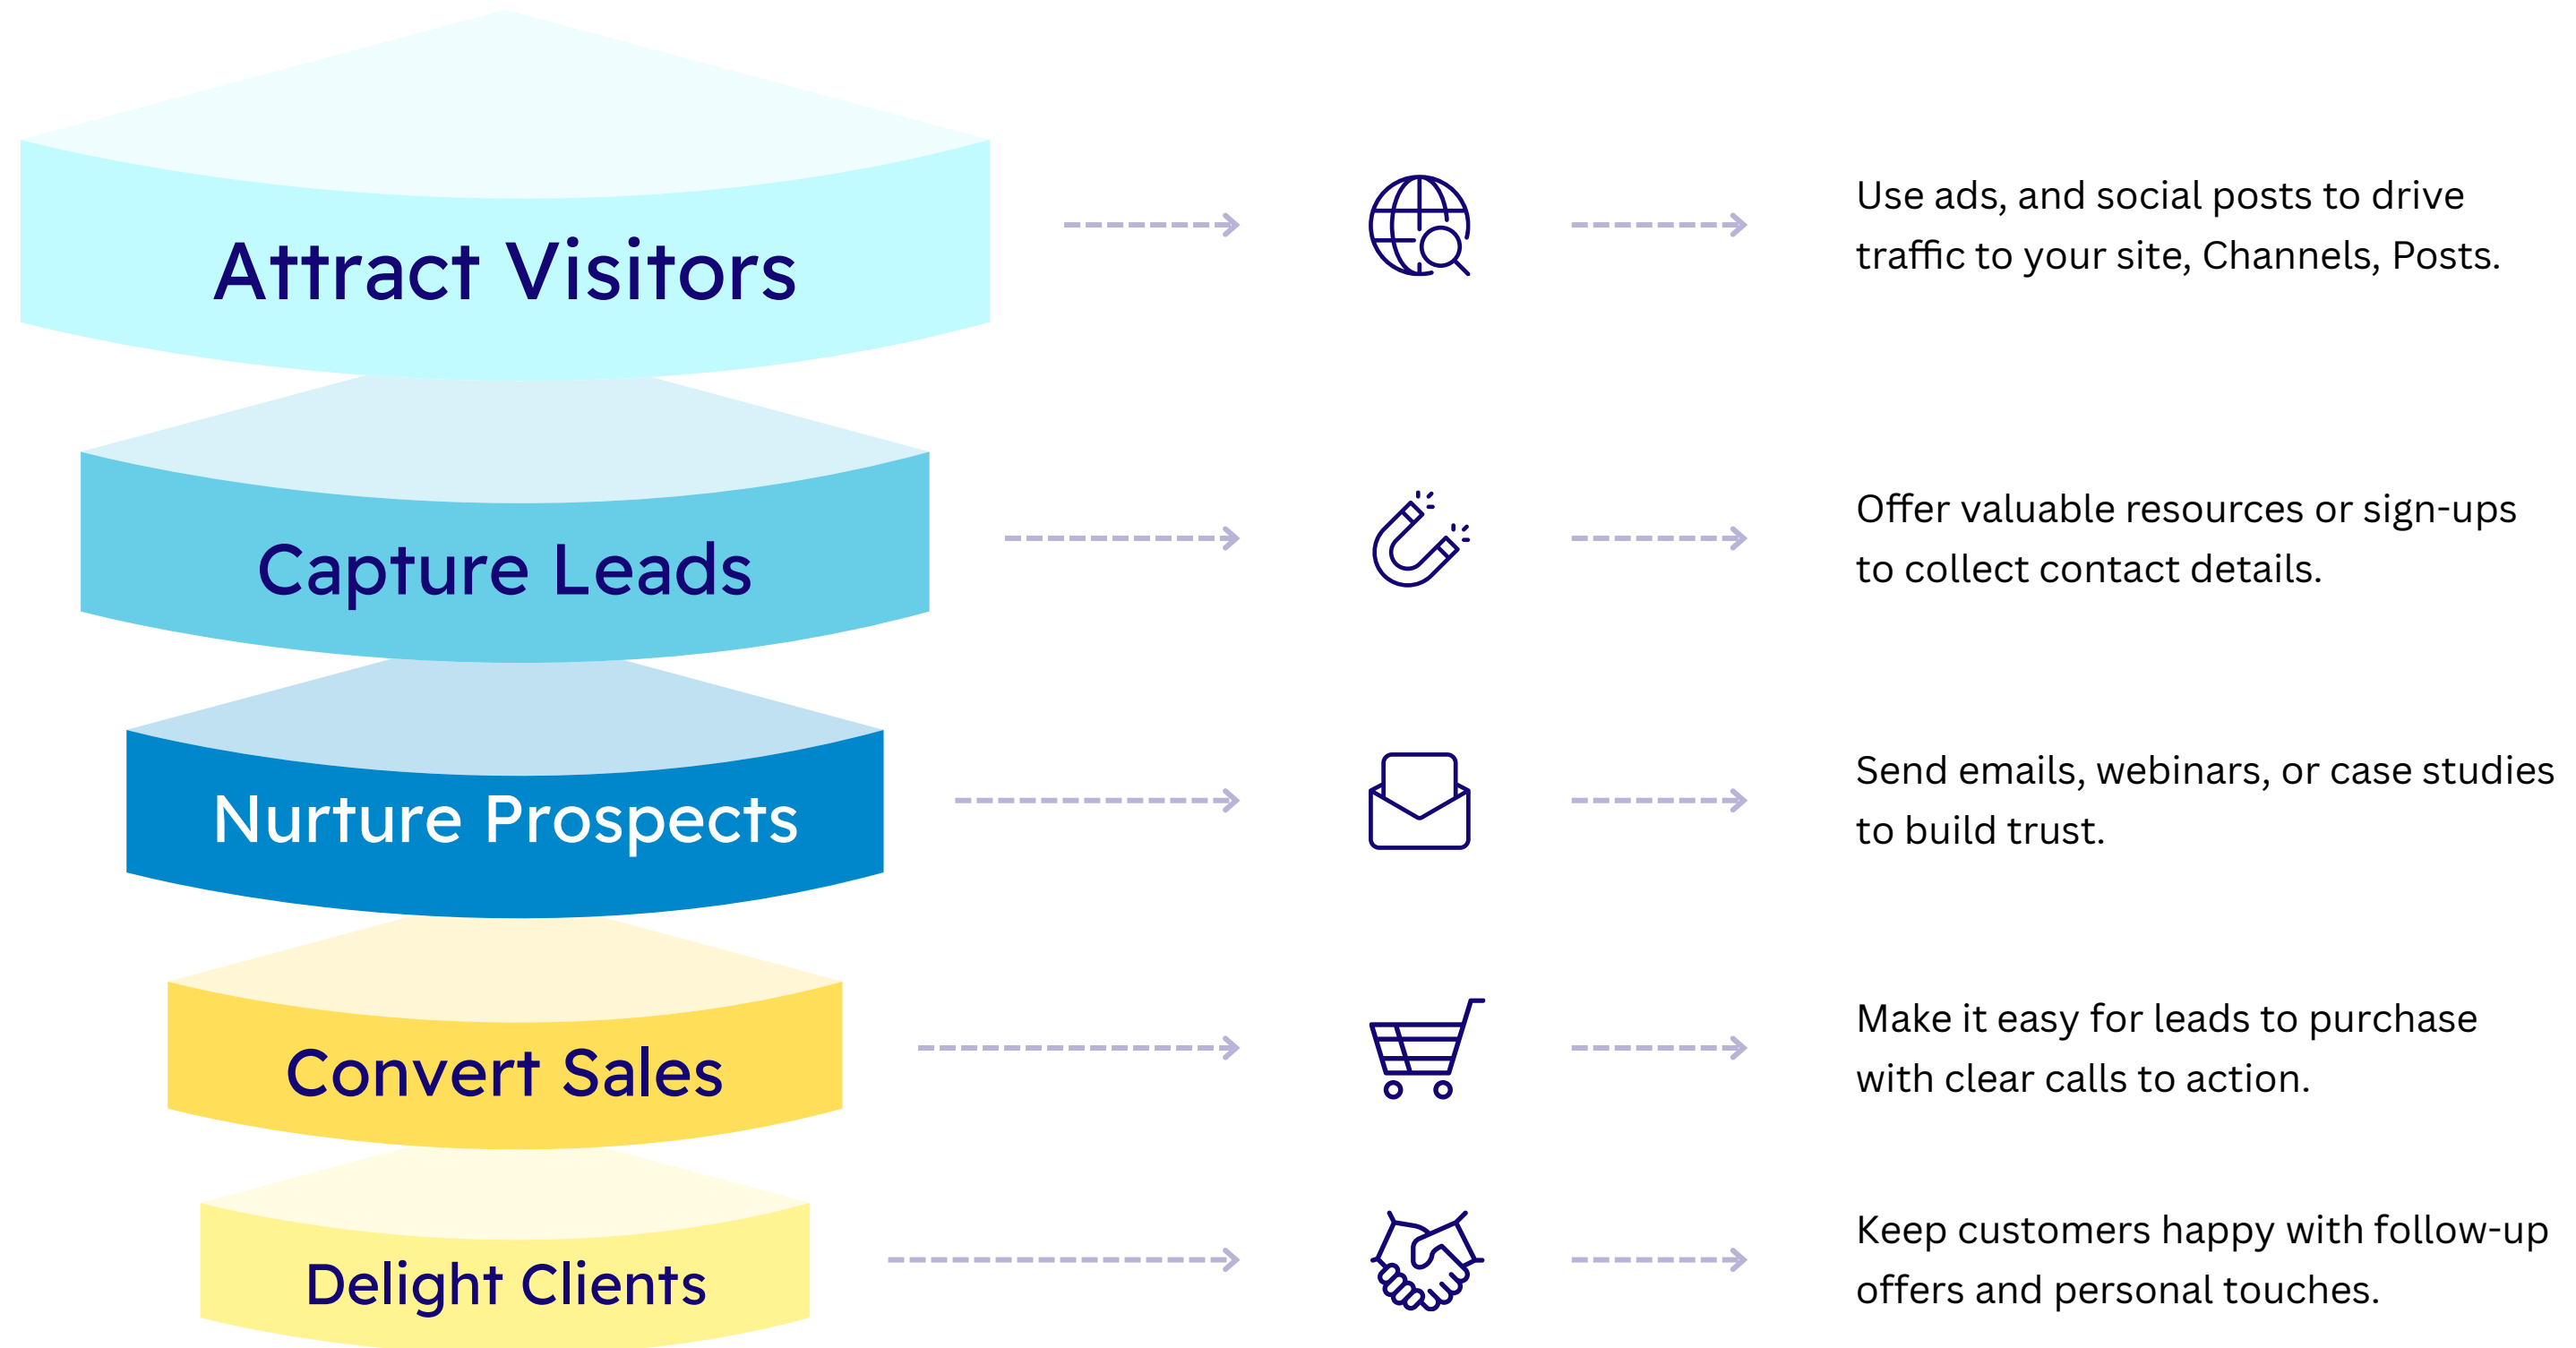 Attract Visitors
Use ads, and social posts to drive
traffic to your site, Channels, Posts.
Capture Leads
Offer valuable resources or sign-ups
to collect contact details.
Nurture Prospects
Send emails, webinars, or case studies
to build trust.
Convert Sales
Make it easy for leads to purchase
with clear calls to action.
Delight Clients
Keep customers happy with follow-up
offers and personal touches.